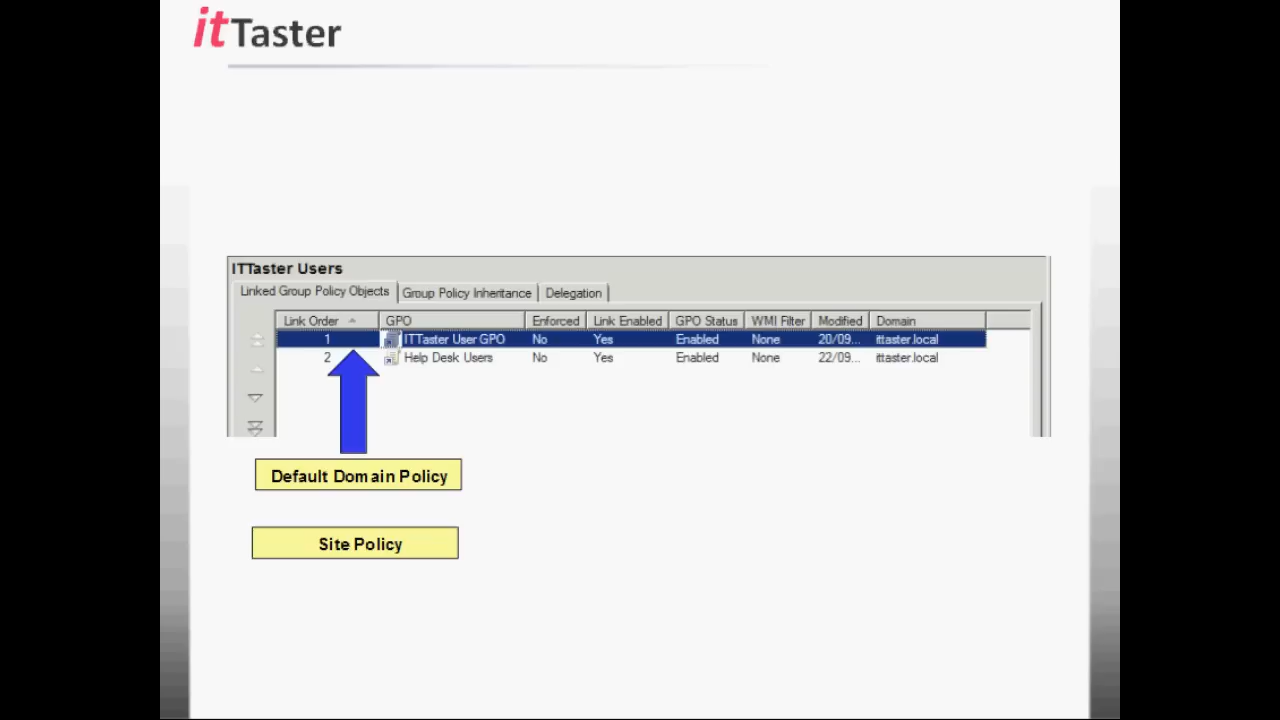 itTaster
ITTaster Users
Linked Group Policy Objects Group Policy Inheritance Delegation
Link Order GPO Enforced Link Enabled GPO Status WMI Filter Modified Domain
1 ITTaster User GPO No Yes Enabled None 20/09... ittaster.local
2 Help Desk Users No Yes Enabled None 22/09... ittaster.local
Default Domain Policy
Site Policy